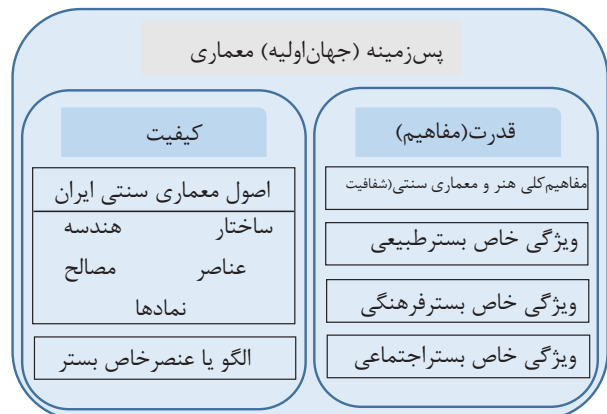 پس‌زمینه (جهان‌اولیه) معماری
قدرت(مفاهیم)
مفاهیم‌کلی هنر و معماری سنتی(شفافیت
ویژگی خاص بسترطبیعی
ویژگی خاص بسترفرهنگی
ویژگی خاص بستراجتماعی
کیفیت
اصول معماری سنتی ایران
ساختار هندسه
عناصر مصالح
نمادها
الگو یا عنصرخاص بستر